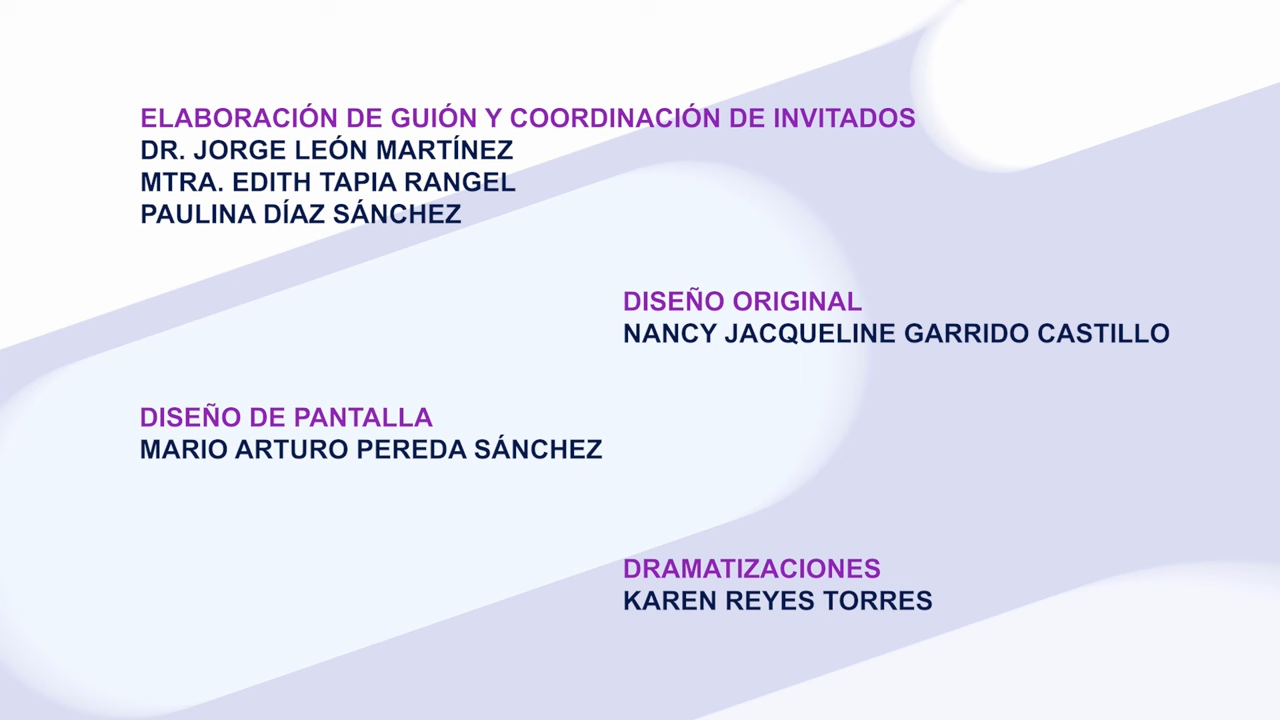 ELABORACIÓN DE GUIÓN Y COORDINACIÓN DE INVITADOS
DR. JORGE LEÓN MARTÍNEZ
MTRA. EDITH TAPIA RANGEL
PAULINA DÍAZ SÁNCHEZ
DISEÑO ORIGINAL
NANCY JACQUELINE GARRIDO CASTILLO
DISEÑO DE PANTALLA
MARIO ARTURO PEREDA SÁNCHEZ
DRAMATIZACIONES
KAREN REYES TORRES